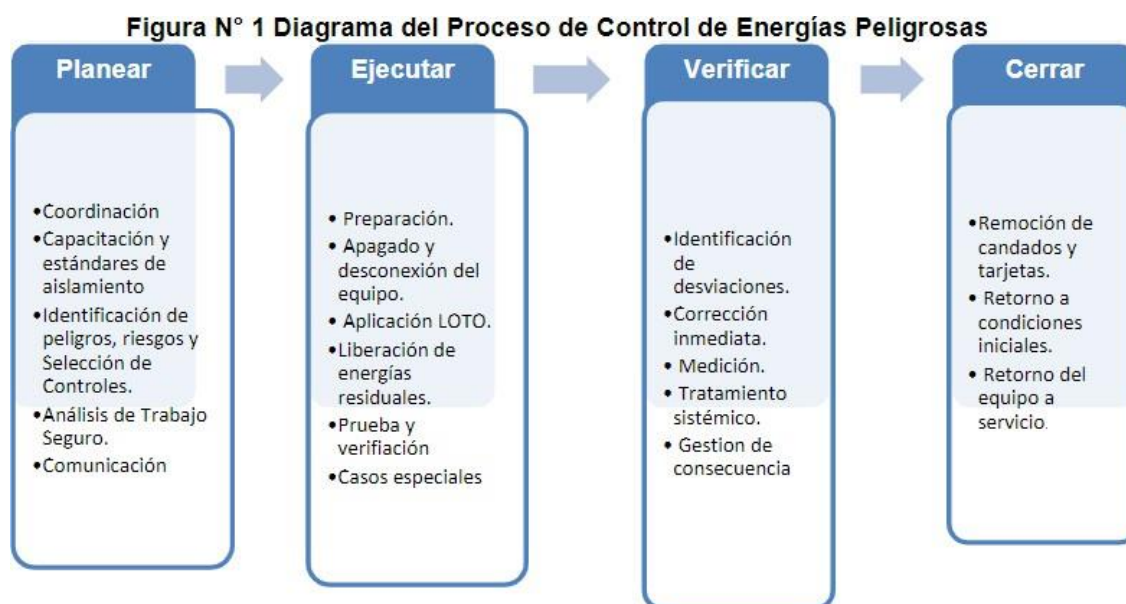 Figura N° 1 Diagrama del Proceso de Control de Energías Peligrosas
Planear
•Coordinación
•Capacitación y
estándares de
aislamiento
•Identificación de
peligros, riesgos y
Selección de
Controles.
•Análisis de Trabajo
Seguro.
•Comunicación
Ejecutar
• Preparación.
• Apagado y
desconexión del
equipo.
• Aplicación LOTO.
•Liberación de
energías
residuales.
•Prueba y
verifiación
•Casos especiales
Verificar
•Identificación
de
desviaciones.
•Corrección
inmediata.
• Medición.
• Tratamiento
sistémico.
• Gestion de
consecuencia
Cerrar
•Remoción de
candados y
tarjetas.
• Retorno a
condiciones
iniciales.
• Retorno del
equipo a
servicio.